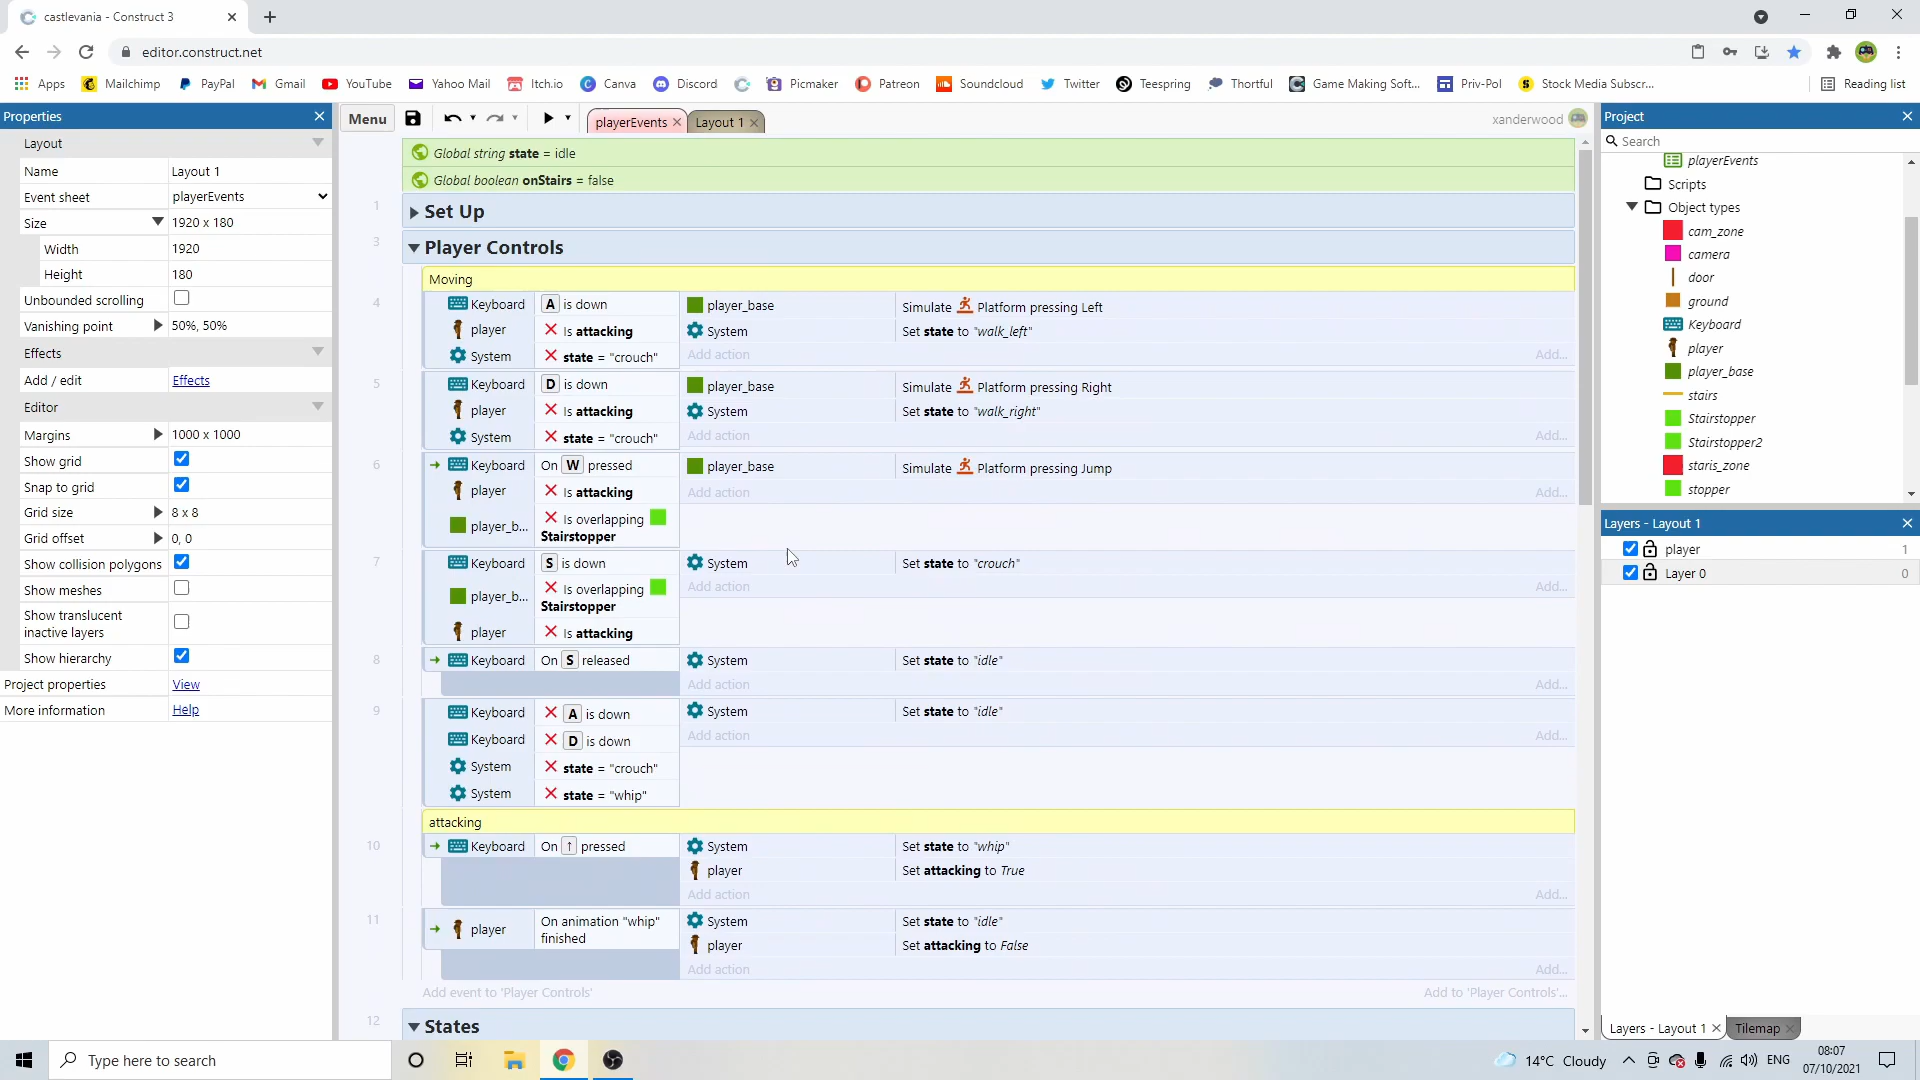 castlevania - Construct 3
editor.construct.net
Apps Mailchimp PayPal Gmail YouTube Yahoo Mail Itch.io Canva Discord Picmaker Patreon Soundcloud Twitter Teespring Thortful Game Making Soft... Priv-Pol Stock Media Subscr... Reading list
Properties
Layout
Name Layout 1
Event sheet playerEvents
Size 1920 x 180
Width 1920
Height 180
Unbounded scrolling
Vanishing point 50%, 50%
Effects
Add / edit Effects
Editor
Margins 1000 x 1000
Show grid
Snap to grid
Grid size 8 x 8
Grid offset 0, 0
Show collision polygons
Show meshes
Show translucent
inactive layers
Show hierarchy
Project properties View
More information Help
Menu
playerEvents Layout 1
xanderwood
Global string state = idle
Global boolean onStairs = false
1 Set Up
3 Player Controls
Moving
4 Keyboard A is down player_base Simulate Platform pressing Left
player Is attacking System Set state to "walk_left"
System state = "crouch" Add action Add...
5 Keyboard D is down player_base Simulate Platform pressing Right
player Is attacking System Set state to "walk_right"
System state = "crouch" Add action Add...
6 Keyboard On W pressed player_base Simulate Platform pressing Jump
player Is attacking Add action Add...
player_b... Is overlapping
Stairstopper
7 Keyboard S is down System Set state to "crouch"
player_b... Is overlapping Add action Add...
Stairstopper
player Is attacking
8 Keyboard On S released System Set state to "idle"
Add action Add...
9 Keyboard A is down System Set state to "idle"
Keyboard D is down Add action Add...
System state = "crouch"
System state = "whip"
attacking
10 Keyboard On ↑ pressed System Set state to "whip"
player Set attacking to True
Add action Add...
11 player On animation "whip"
finished System Set state to "idle"
player Set attacking to False
Add action Add...
Add event to 'Player Controls' Add to 'Player Controls'...
12 States
Project
Search
playerEvents
Scripts
Object types
cam_zone
camera
door
ground
Keyboard
player
player_base
stairs
Stairstopper
Stairstopper2
staris_zone
stopper
Layers - Layout 1
player 1
Layer 0 0
Layers - Layout 1 Tilemap
Type here to search
14°C Cloudy ENG
08:07
07/10/2021